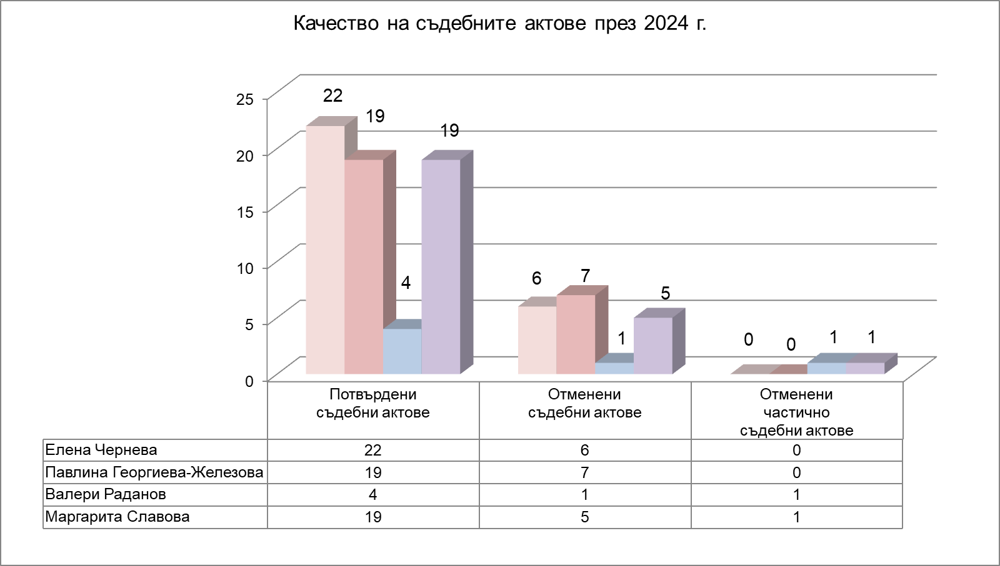 Качество на съдебните актове през 2024 г.
25
20
15
10
5
0
22
19
4
19
6
7
1
5
0
0
1
1
Потвърдени
съдебни актове
Отменени
съдебни актове
Отменени
частично
съдебни актове
Елена Чернева 22 6 0
Павлина Георгиева-Железова 19 7 0
Валери Раданов 4 1 1
Маргарита Славова 19 5 1